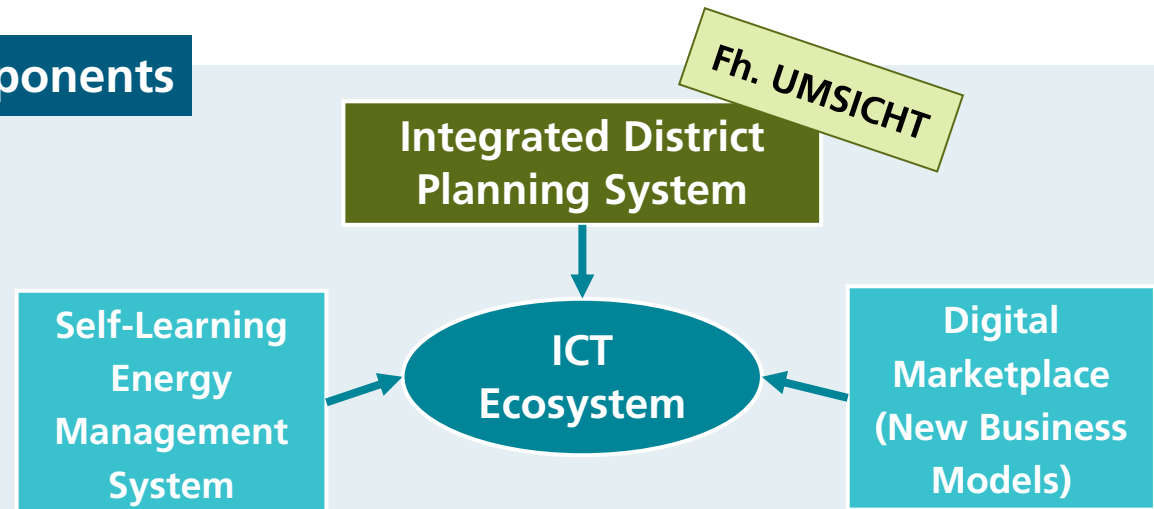 ponents
Fh. UMSICHT
Integrated District
Planning System
Self-Learning
Energy
Management
System
ICT
Ecosystem
Digital
Marketplace
(New Business
Models)